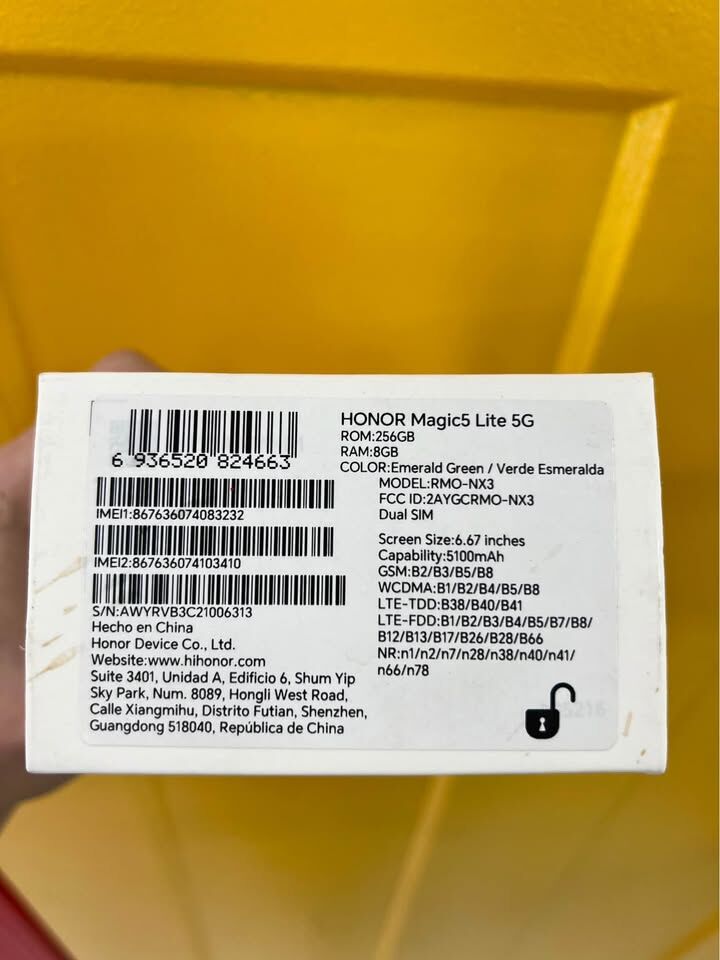 6 936520 824663
IMEI1:867636074083232
IMEI2:867636074103410
S/N:AWYRVB3C21006313
Hecho en China
Honor Device Co., Ltd.
Website:www.hihonor.com
Suite 3401, Unidad A, Edificio 6, Shum Yip
Sky Park, Num. 8089, Hongli West Road,
Calle Xiangmihu, Distrito Futian, Shenzhen,
Guangdong 518040, República de China
HONOR Magic5 Lite 5G
ROM:256GB
RAM:8GB
COLOR:Emerald Green / Verde Esmeralda
MODEL:RMO-NX3
FCC ID:2AYGCRMO-NX3
Dual SIM
Screen Size:6.67 inches
Capability:5100mAh
GSM:B2/B3/B5/B8
WCDMA:B1/B2/B4/B5/B8
LTE-TDD:B38/B40/B41
LTE-FDD:B1/B2/B3/B4/B5/B7/B8/
B12/B13/B17/B26/B28/B66
NR:n1/n2/n7/n28/n38/n40/n41/
n66/n78